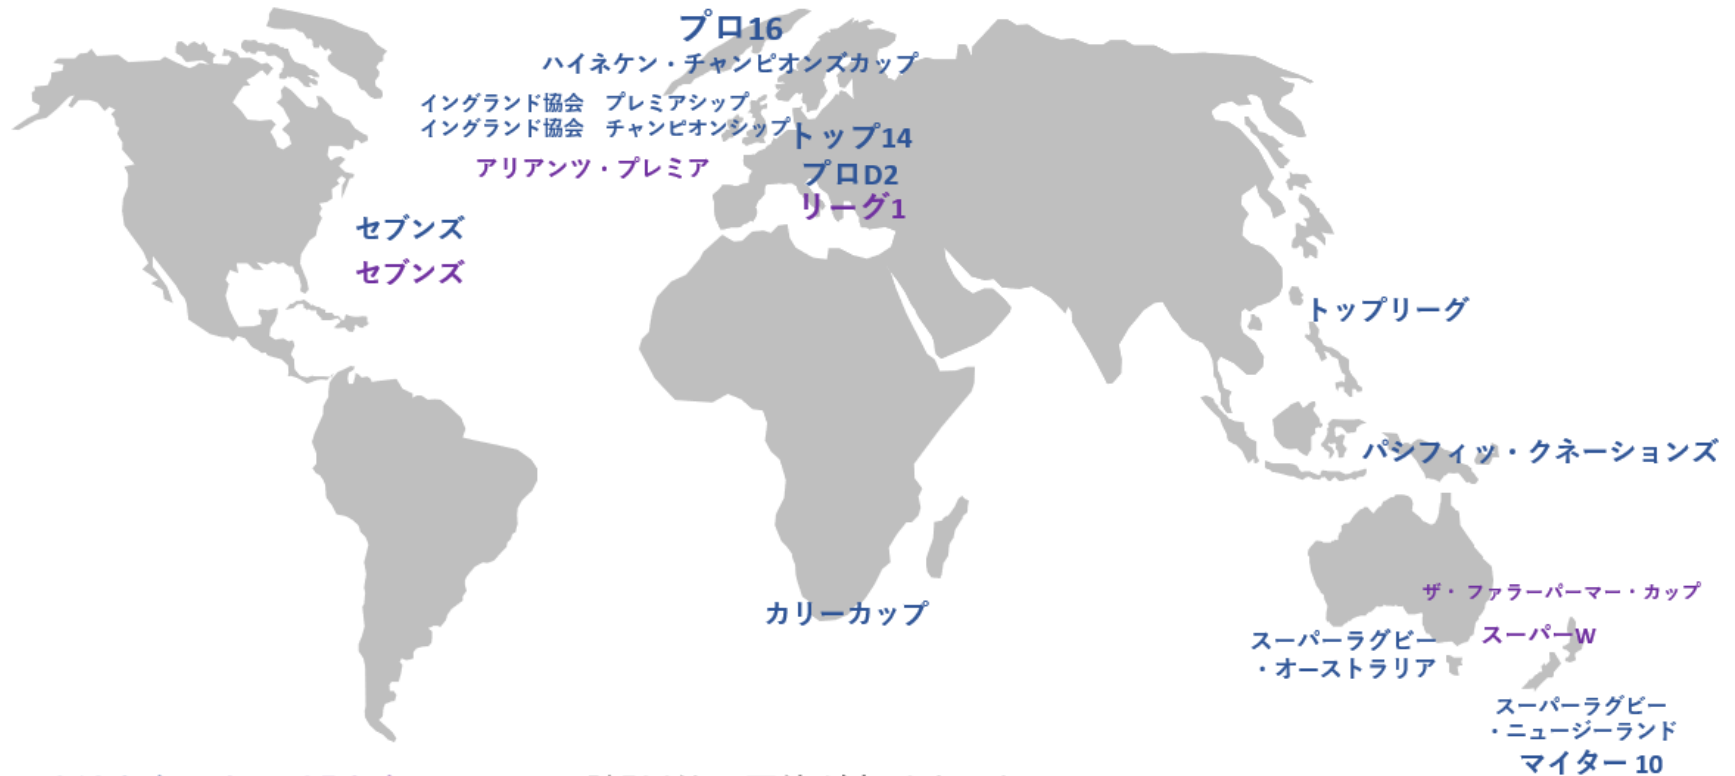 プロ16
ハイネケン・チャンピオンズカップ
イングランド協会　プレミアシップ
イングランド協会　チャンピオンシップ
トップ14
アリアンツ・プレミア
プロD2
リーグ1
セブンズ
セブンズ
トップリーグ
パシフィッ・クネーションズ
ザ・ ファラーパーマー・カップ
カリーカップ
スーパーラグビー
・オーストラリア
スーパーW
スーパーラグビー
・ニュージーランド
マイター 10